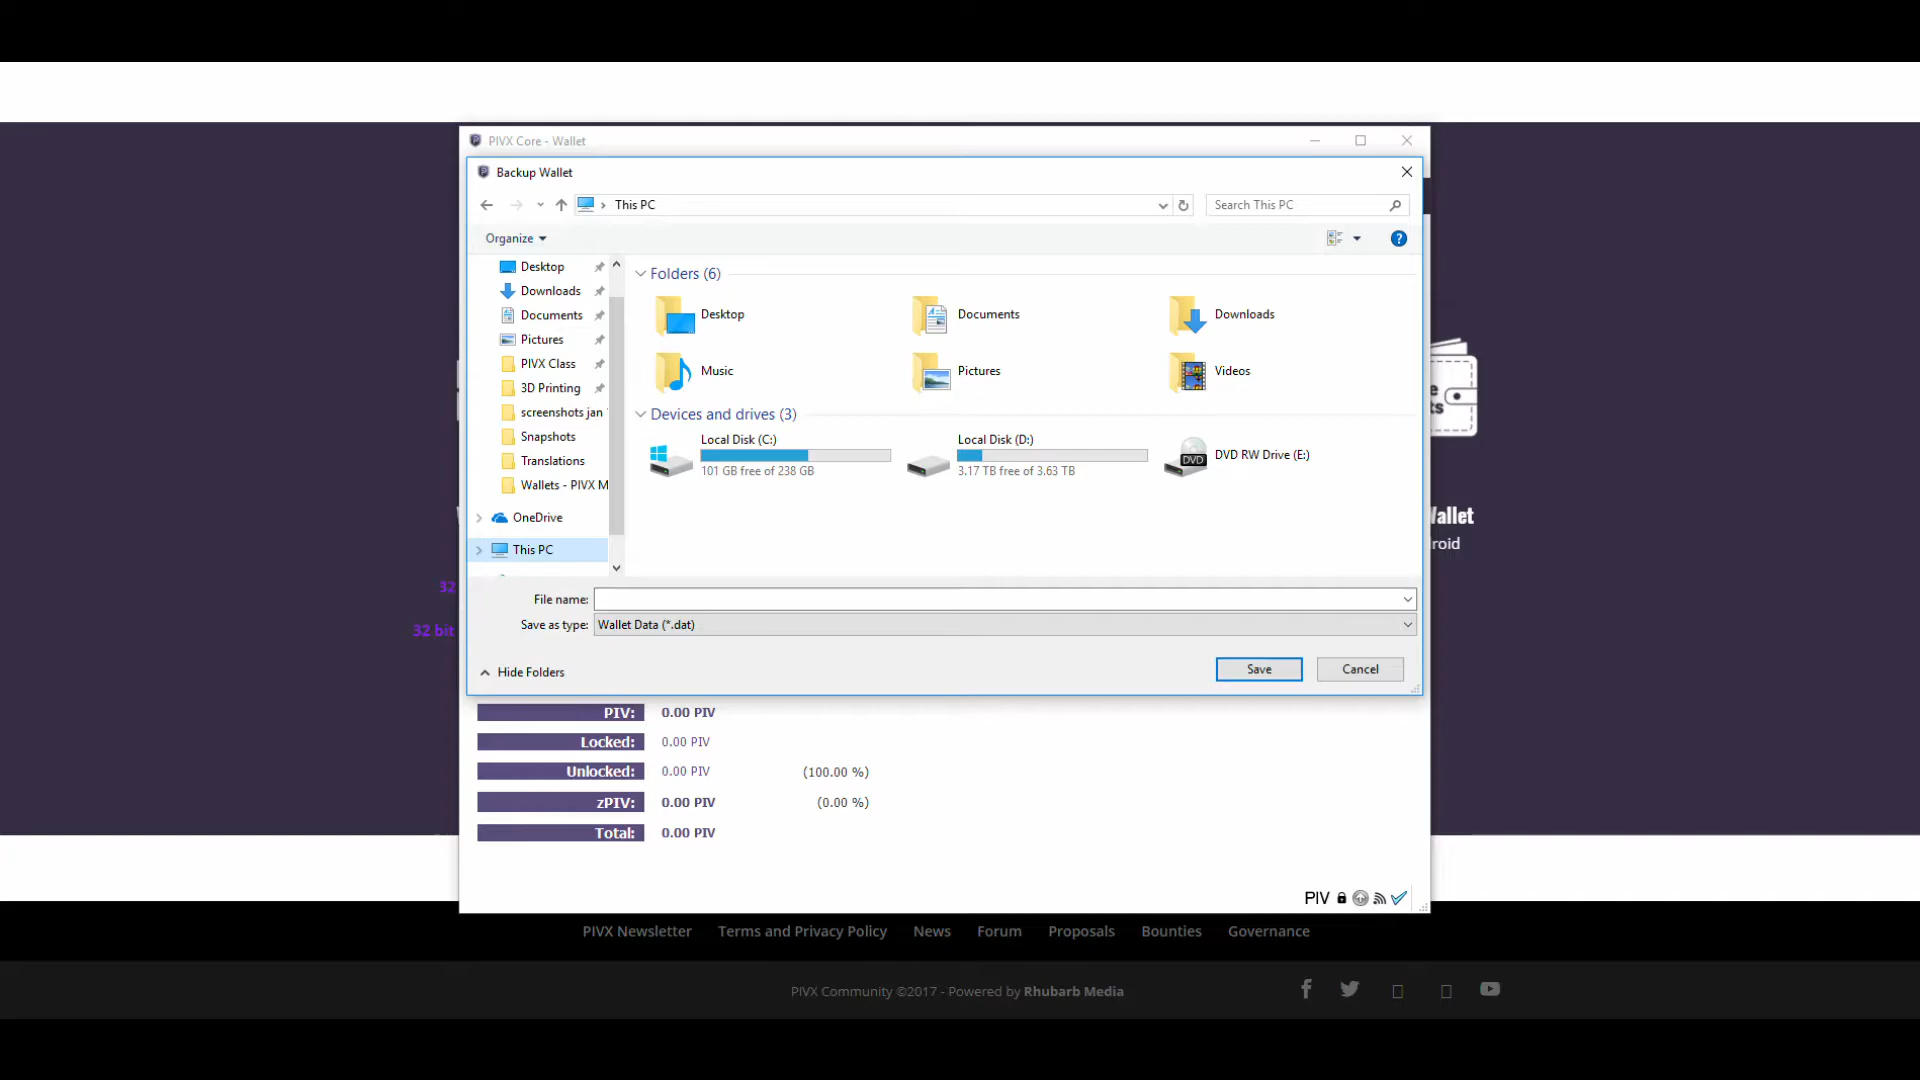 PIVX Core - Wallet
Backup Wallet
This PC
Search This PC
Organize
Desktop
Downloads
Documents
Pictures
PIVX Class
3D Printing
screenshots jan
Snapshots
Translations
Wallets - PIVX M
OneDrive
This PC
Folders (6)
Desktop
Documents
Downloads
Music
Pictures
Videos
Devices and drives (3)
Local Disk (C:)
101 GB free of 238 GB
Local Disk (D:)
3.17 TB free of 3.63 TB
DVD
DVD RW Drive (E:)
File name:
Save as type: Wallet Data (*.dat)
Hide Folders
Save
Cancel
32
32 bit
Wallet
roid
PIV: 0.00 PIV
Locked: 0.00 PIV
Unlocked: 0.00 PIV (100.00 %)
zPIV: 0.00 PIV (0.00 %)
Total: 0.00 PIV
PIV
PIVX Newsletter Terms and Privacy Policy News Forum Proposals Bounties Governance
PIVX Community ©2017 - Powered by Rhubarb Media